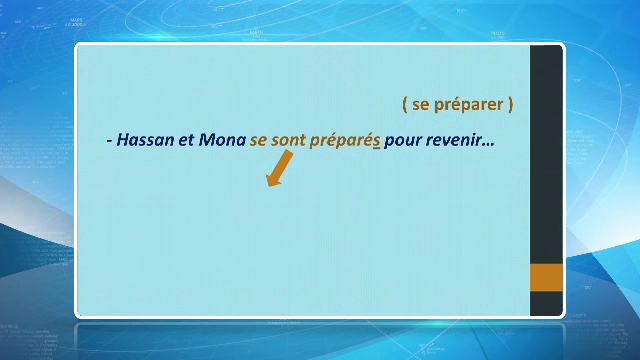 ( se préparer )
- Hassan et Mona se sont préparés pour revenir...